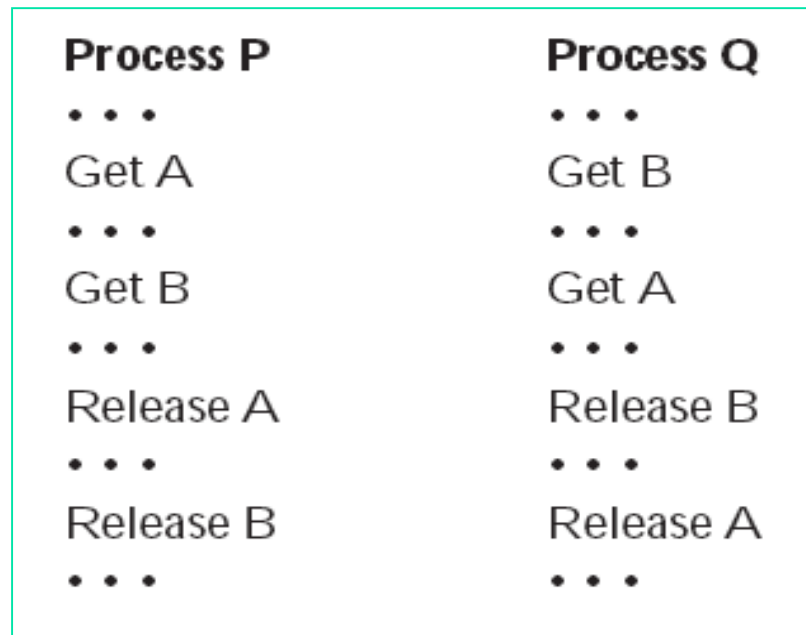 Process P
• • •
Get A
• • •
Get B
• • •
Release A
• • •
Release B
• • •
Process Q
• • •
Get B
• • •
Get A
• • •
Release B
• • •
Release A
• • •